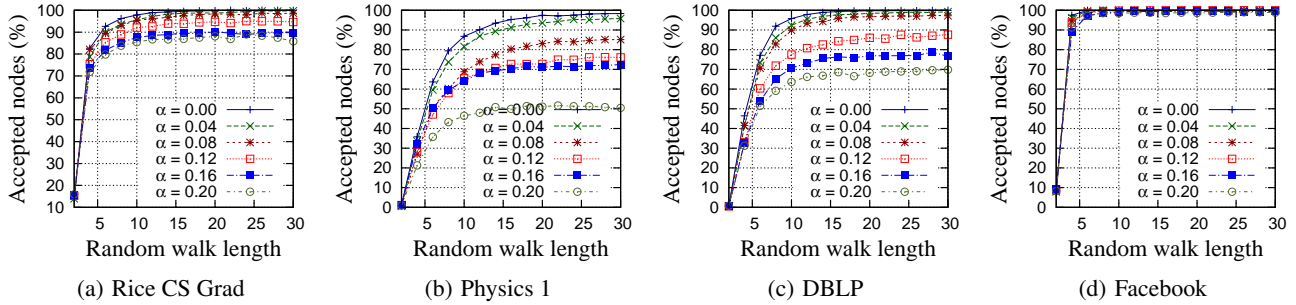 Accepted nodes (%)
100
90
80
70
60
50
40
30
20
10
α = 0.00
α = 0.04
α = 0.08
α = 0.12
α = 0.16
α = 0.20
5 10 15 20 25 30
Random walk length
(a) Rice CS Grad
Accepted nodes (%)
100
90
80
70
60
50
40
30
20
10
0
α = 0.00
α = 0.04
α = 0.08
α = 0.12
α = 0.16
α = 0.20
5 10 15 20 25 30
Random walk length
(b) Physics 1
Accepted nodes (%)
100
90
80
70
60
50
40
30
20
10
0
α = 0.00
α = 0.04
α = 0.08
α = 0.12
α = 0.16
α = 0.20
5 10 15 20 25 30
Random walk length
(c) DBLP
Accepted nodes (%)
100
90
80
70
60
50
40
30
20
10
0
α = 0.00
α = 0.04
α = 0.08
α = 0.12
α = 0.16
α = 0.20
5 10 15 20 25 30
Random walk length
(d) Facebook